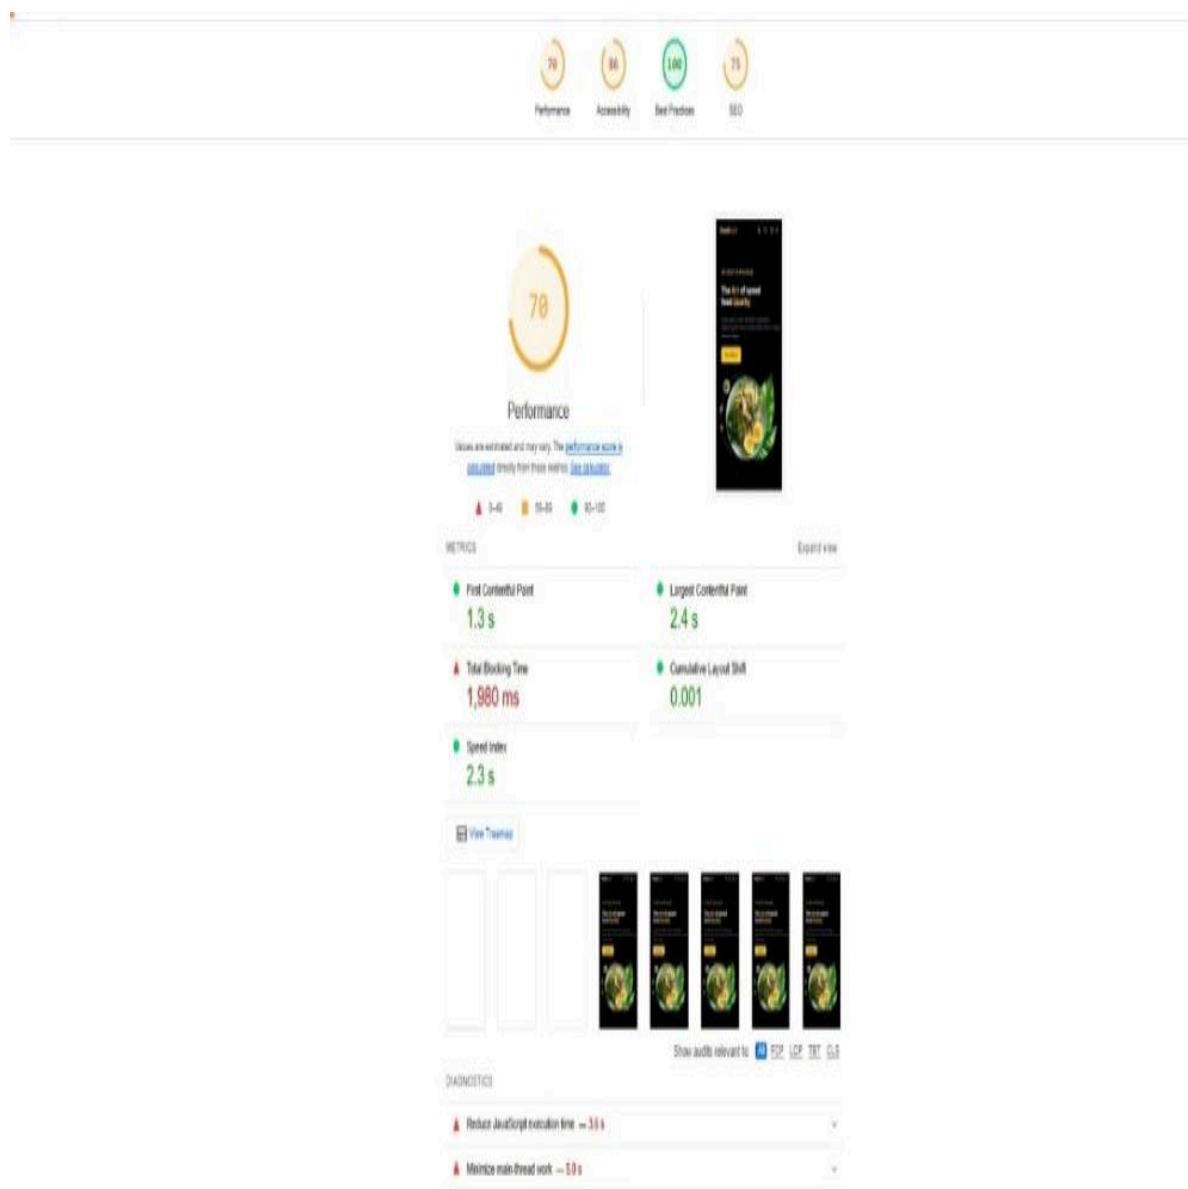 70
100
75
Performance
Accessibility
Best Practices
SEO
70
Performance
Values are estimated and may vary. The performance score is
calculated directly from these metrics. See calculator.
0–49
50–89
90–100
METRICS
Expand view
First Contentful Paint
1.3 s
Largest Contentful Paint
2.4 s
Total Blocking Time
1,980 ms
Cumulative Layout Shift
0.001
Speed Index
2.3 s
View Treemap
Show audits relevant to: All FCP LCP TBT CLS
DIAGNOSTICS
Reduce JavaScript execution time — 3.6 s
Minimize main-thread work — 5.0 s